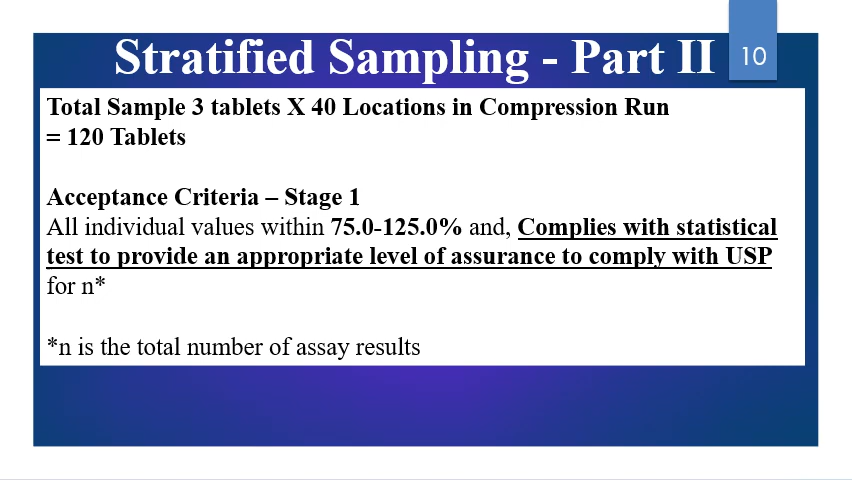 Stratified Sampling - Part II
10
Total Sample 3 tablets X 40 Locations in Compression Run
= 120 Tablets
Acceptance Criteria – Stage 1
All individual values within 75.0-125.0% and, Complies with statistical
test to provide an appropriate level of assurance to comply with USP
for n*
*n is the total number of assay results